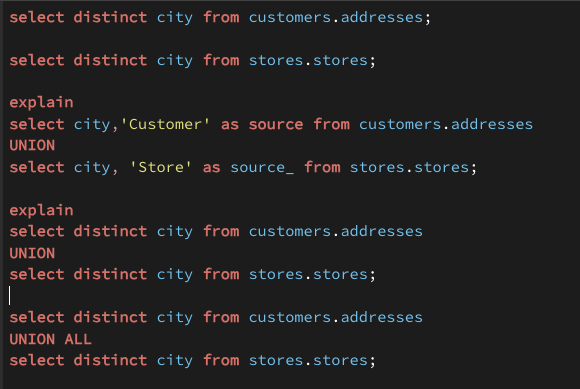 select distinct city from customers.addresses;
select distinct city from stores.stores;
explain
select city,'Customer' as source from customers.addresses
UNION
select city, 'Store' as source_ from stores.stores;
explain
select distinct city from customers.addresses
UNION
select distinct city from stores.stores;
select distinct city from customers.addresses
UNION ALL
select distinct city from stores.stores;